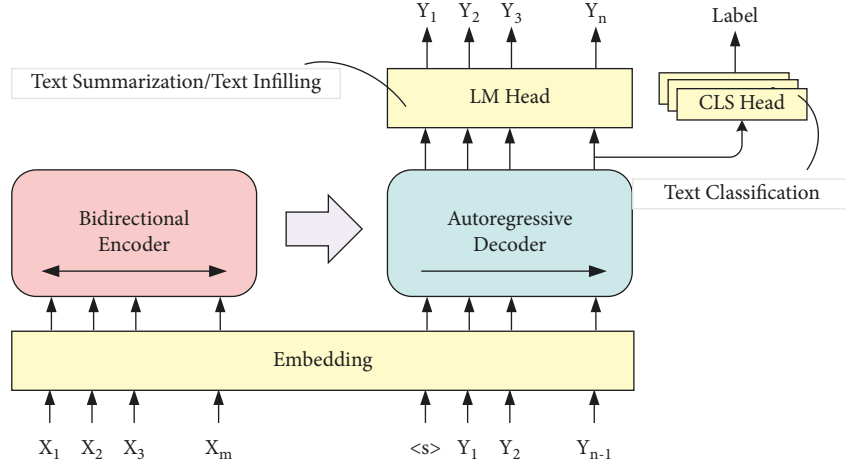 Y1 Y2 Y3 Yn Label
Text Summarization/Text Infilling
LM Head
CLS Head
Text Classification
Bidirectional
Encoder
Autoregressive
Decoder
Embedding
X1 X2 X3 Xm <s> Y1 Y2 Yn-1